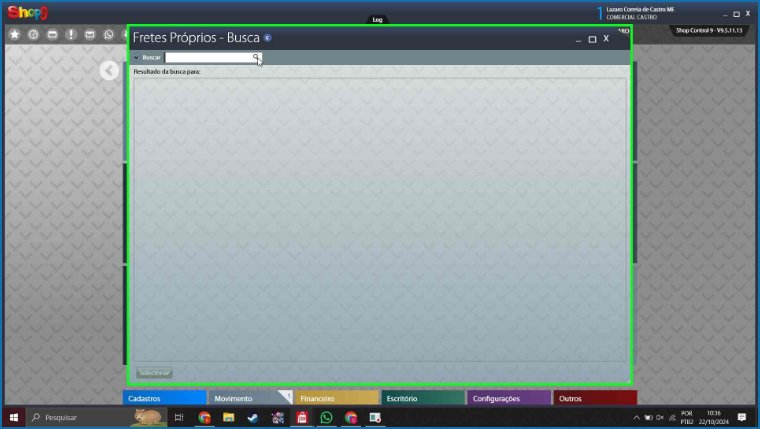 Shop9
Log
1 Lazaro Correia de Castro ME
COMERCIAL CASTRO
Shop Control 9 - V9.5.11.13
Fretes Próprios - Busca
Buscar
Resultado da busca para:
Selecionar
Cadastros
Movimento
1
Financeiro
Escritório
Configurações
Outros
Pesquisar
POR
PTB2
10:36
22/10/2024